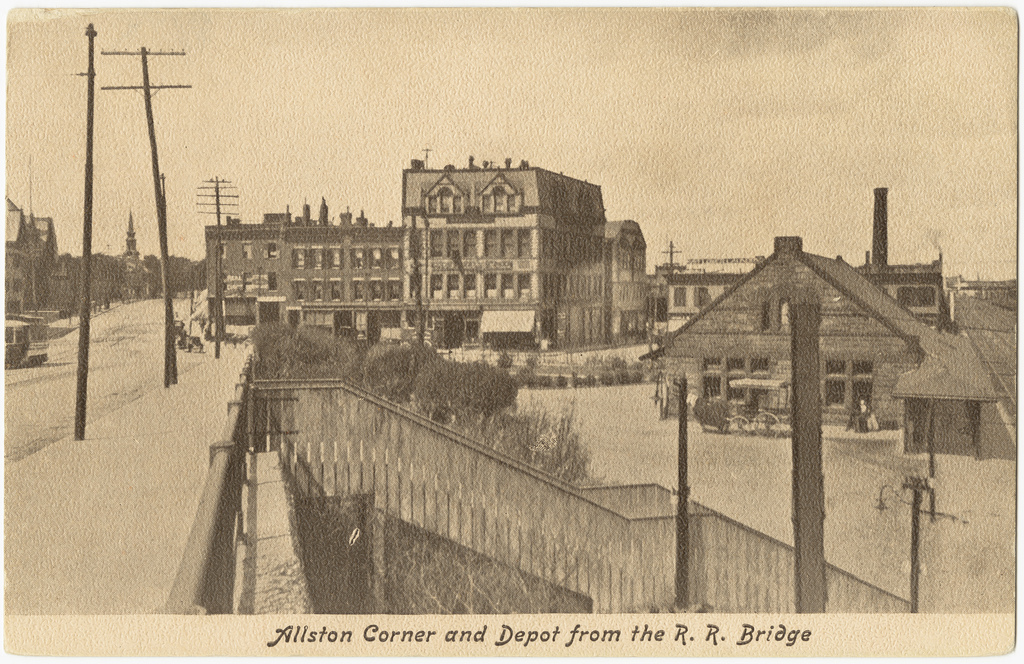 Allston Corner and Depot from the R. R. Bridge